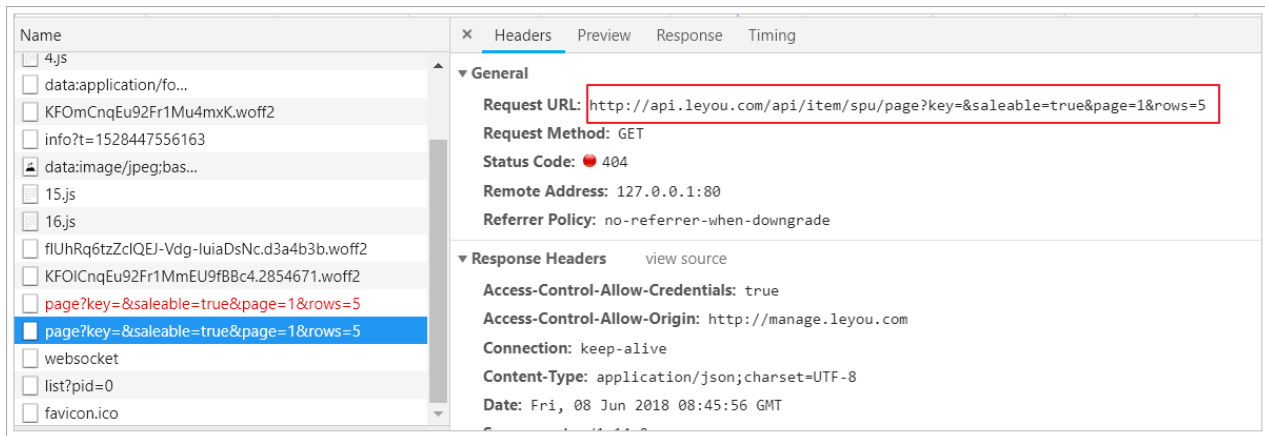 Name
4.js
data:application/fo...
KFOmCnqEu92Fr1Mu4mxK.woff2
info?t=1528447556163
data:image/jpeg;bas...
15.js
16.js
flUhRq6tzZclQEJ-Vdg-IuiaDsNc.d3a4b3b.woff2
KFOlCnqEu92Fr1MmEU9fBBc4.2854671.woff2
page?key=&saleable=true&page=1&rows=5
page?key=&saleable=true&page=1&rows=5
websocket
list?pid=0
favicon.ico
× Headers Preview Response Timing
▼ General
Request URL: http://api.leyou.com/api/item/spu/page?key=&saleable=true&page=1&rows=5
Request Method: GET
Status Code: 404
Remote Address: 127.0.0.1:80
Referrer Policy: no-referrer-when-downgrade
▼ Response Headers view source
Access-Control-Allow-Credentials: true
Access-Control-Allow-Origin: http://manage.leyou.com
Connection: keep-alive
Content-Type: application/json;charset=UTF-8
Date: Fri, 08 Jun 2018 08:45:56 GMT